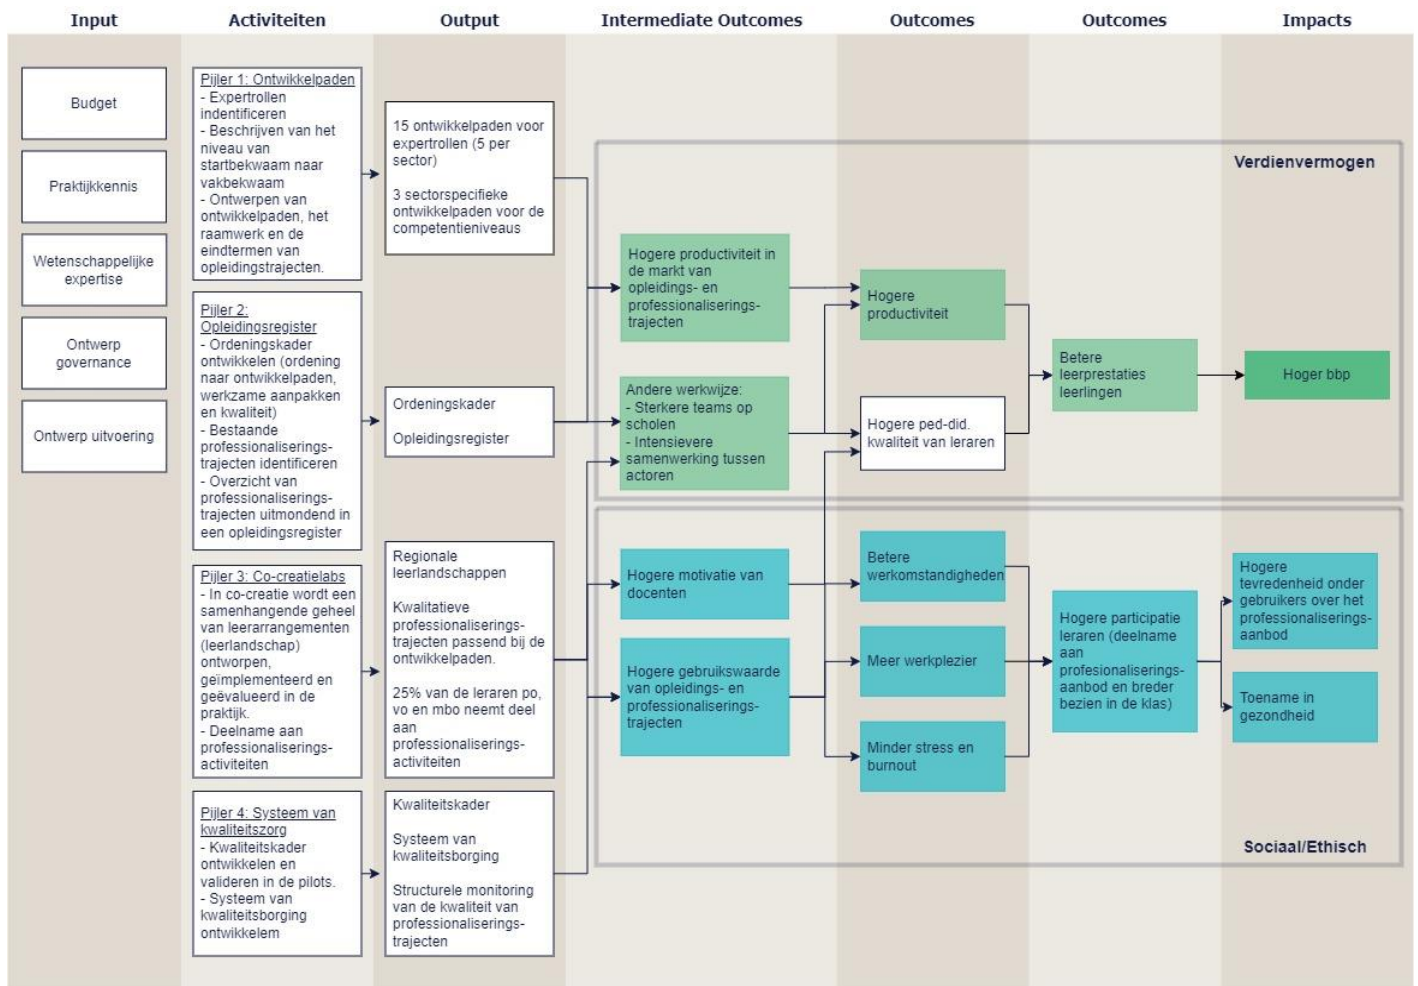 Input
Activiteiten
Output
Intermediate Outcomes
Outcomes
Outcomes
Impacts
Budget
Praktijkkennis
Wetenschappelijke
expertise
Ontwerp
governance
Ontwerp uitvoering
Pijler 1: Ontwikkelpaden
- Expertrollen
indentificeren
- Beschrijven van het
niveau van
startbekwaam naar
vakbekwaam
- Ontwerpen van
ontwikkelpaden, het
raamwerk en de
eindtermen van
opleidingstrajecten.
Pijler 2:
Opleidingsregister
- Ordeningskader
ontwikkelen (ordening
naar ontwikkelpaden,
werkzame aanpakken
en kwaliteit)
- Bestaande
professionaliserings-
trajecten identificeren
- Overzicht van
professionaliserings-
trajecten uitmondend in
een opleidingsregister
Pijler 3: Co-creatielabs
- In co-creatie wordt een
samenhangende geheel
van leerarrangementen
(leerlandschap)
ontworpen,
geïmplementeerd en
geëvalueerd in de
praktijk.
- Deelname aan
professionaliserings-
activiteiten
Pijler 4: Systeem van
kwaliteitszorg
- Kwaliteitskader
ontwikkelen en
valideren in de pilots.
- Systeem van
kwaliteitsborging
ontwikkelem
15 ontwikkelpaden voor
expertrollen (5 per
sector)
3 sectorspecifieke
ontwikkelpaden voor de
competentieniveaus
Ordeningskader
Opleidingsregister
Regionale
leerlandschappen
Kwalitatieve
professionaliserings-
trajecten passend bij de
ontwikkelpaden.
25% van de leraren po,
vo en mbo neemt deel
aan
professionaliserings-
activiteiten
Kwaliteitskader
Systeem van
kwaliteitsborging
Structurele monitoring
van de kwaliteit van
professionaliserings-
trajecten
Verdienvermogen
Hogere productiviteit in
de markt van
opleidings- en
professionaliserings-
trajecten
Andere werkwijze:
- Sterkere teams op
scholen
- Intensievere
samenwerking tussen
actoren
Hogere
productiviteit
Hogere ped-did.
kwaliteit van leraren
Betere
leerprestaties
leerlingen
Hoger bbp
Hogere motivatie van
docenten
Hogere gebruikswaarde
van opleidings- en
professionaliserings-
trajecten
Betere
werkomstandigheden
Meer werkplezier
Minder stress en
burnout
Hogere participatie
leraren (deelname
aan
profesionaliserings-
aanbod en breder
bezien in de klas)
Hogere
tevredenheid onder
gebruikers over het
professionaliserings-
aanbod
Toename in
gezondheid
Sociaal/Ethisch